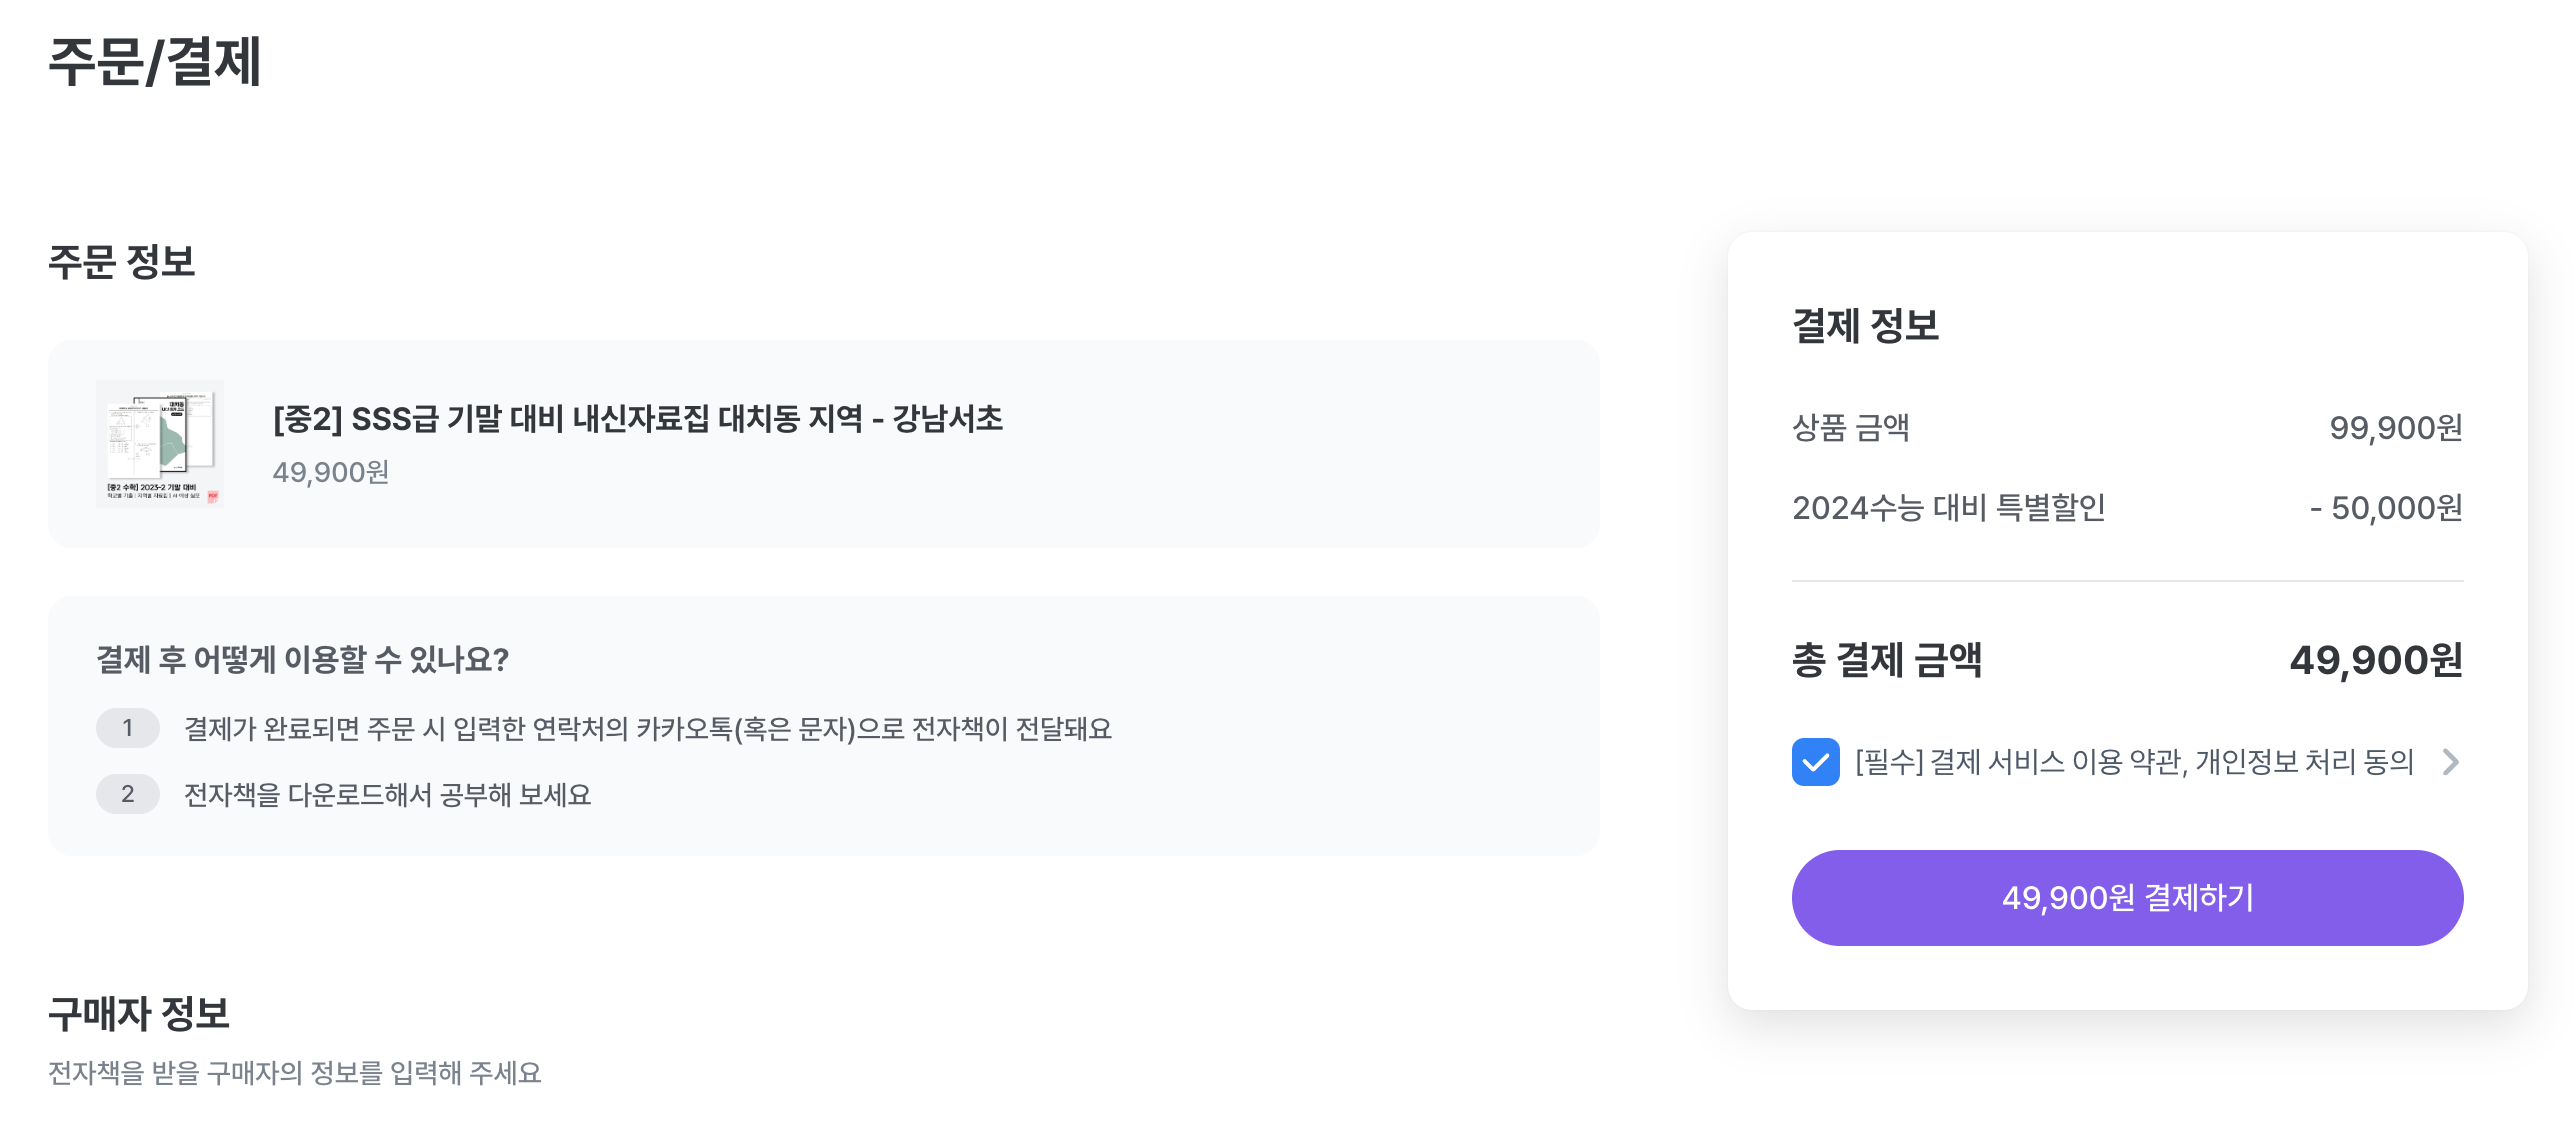 주문/결제
주문 정보
[중2 수학] 2023-2 기말 대비
[중2] SSS급 기말 대비 내신자료집 대치동 지역 - 강남서초
49,900원
결제 후 어떻게 이용할 수 있나요?
1 결제가 완료되면 주문 시 입력한 연락처의 카카오톡(혹은 문자)으로 전자책이 전달돼요
2 전자책을 다운로드해서 공부해 보세요
구매자 정보
전자책을 받을 구매자의 정보를 입력해 주세요
결제 정보
상품 금액 99,900원
2024수능 대비 특별할인 - 50,000원
총 결제 금액 49,900원
[필수] 결제 서비스 이용 약관, 개인정보 처리 동의
49,900원 결제하기